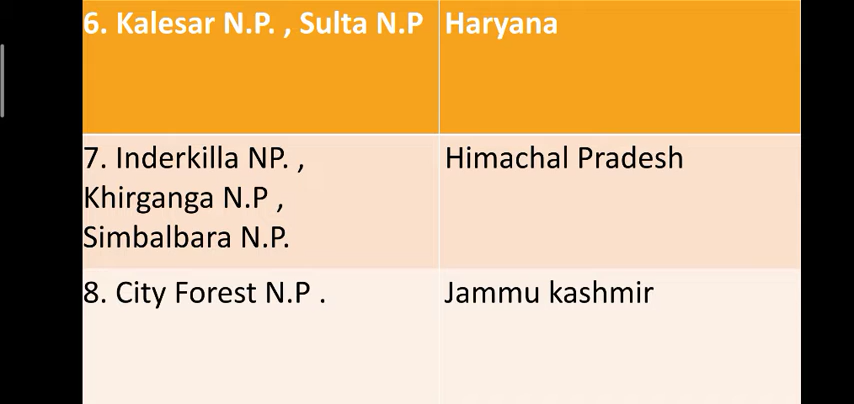 6. Kalesar N.P. , Sulta N.P Haryana
7. Inderkilla NP. , Himachal Pradesh
Khirganga N.P ,
Simbalbara N.P.
8. City Forest N.P . Jammu kashmir